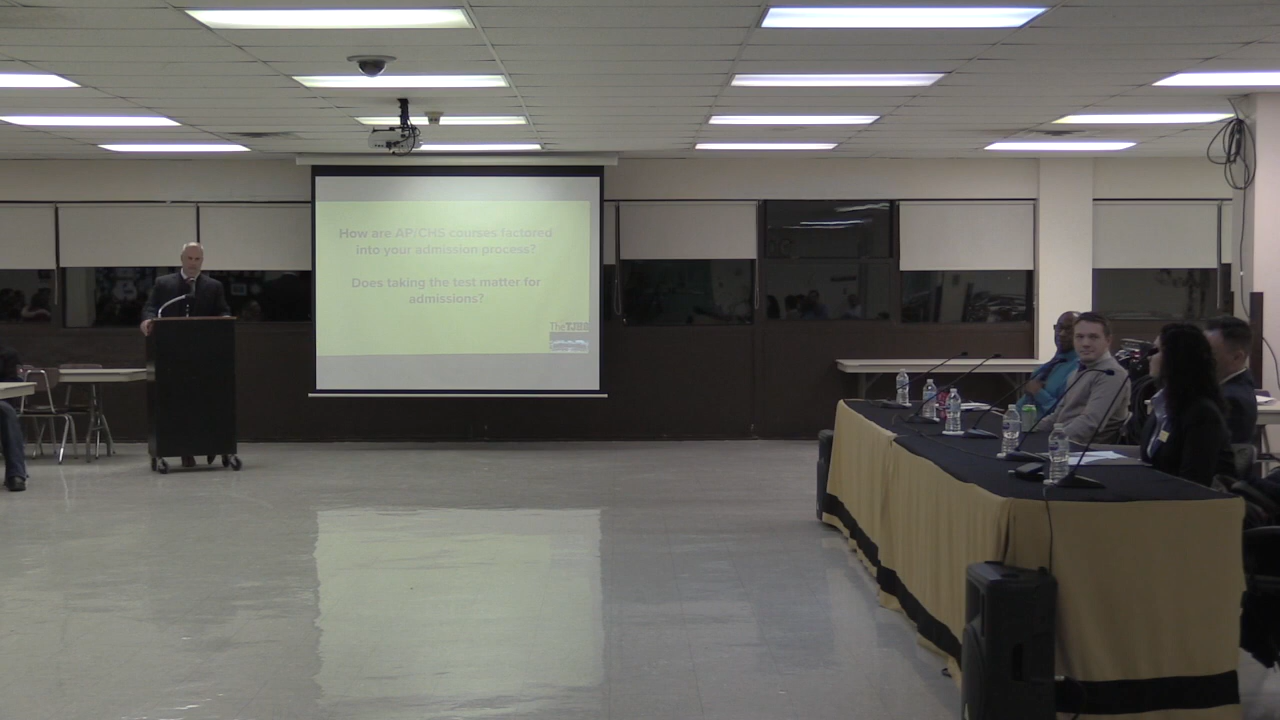 How are AP/CHS courses factored
into your admission process?
Does taking the test matter for
admissions?